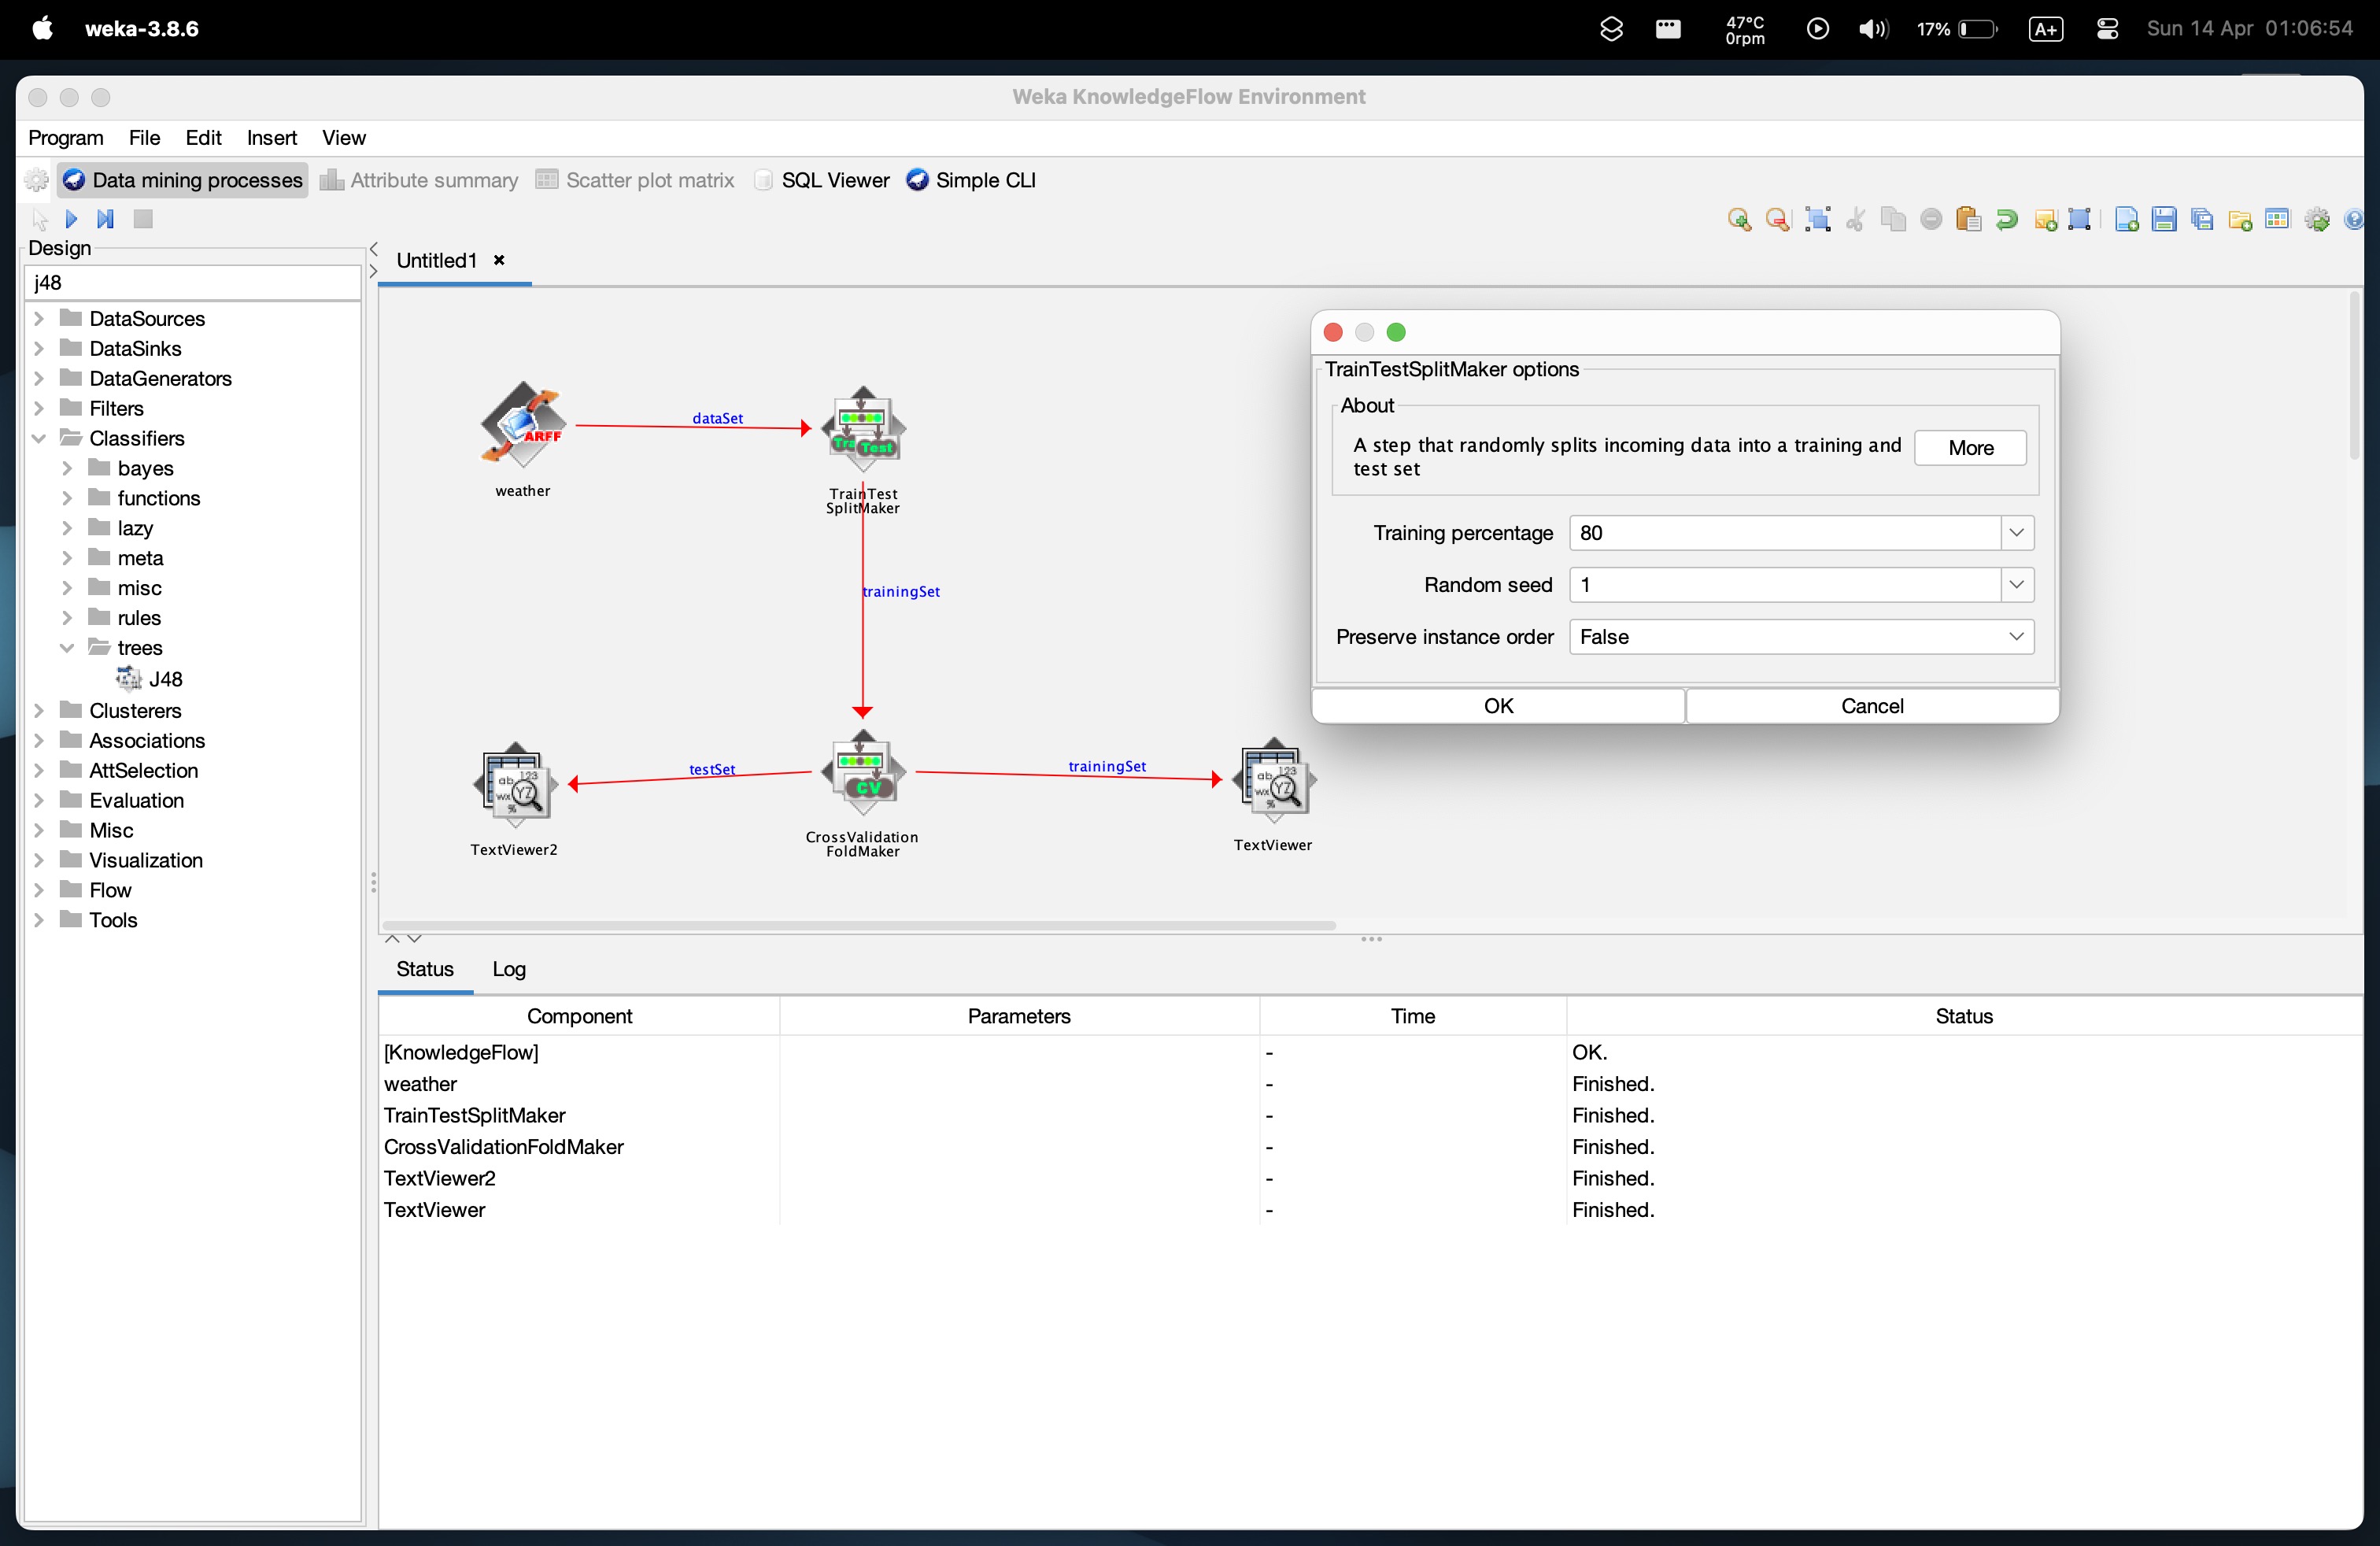 weka-3.8.6
47°C
0rpm
17%
A+
Sun 14 Apr 01:06:54
Weka KnowledgeFlow Environment
Program File Edit Insert View
Data mining processes Attribute summary Scatter plot matrix SQL Viewer Simple CLI
Design
j48
DataSources
DataSinks
DataGenerators
Filters
Classifiers
bayes
functions
lazy
meta
misc
rules
trees
J48
Clusterers
Associations
AttSelection
Evaluation
Misc
Visualization
Flow
Tools
Untitled1
ARFF
weather
dataSet
Test
TrainTest
SplitMaker
trainingSet
CV
CrossValidation
FoldMaker
testSet
TextViewer2
trainingSet
TextViewer
TrainTestSplitMaker options
About
A step that randomly splits incoming data into a training and
test set
More
Training percentage 80
Random seed 1
Preserve instance order False
OK Cancel
Status Log
Component Parameters Time Status
[KnowledgeFlow] - OK.
weather - Finished.
TrainTestSplitMaker - Finished.
CrossValidationFoldMaker - Finished.
TextViewer2 - Finished.
TextViewer - Finished.